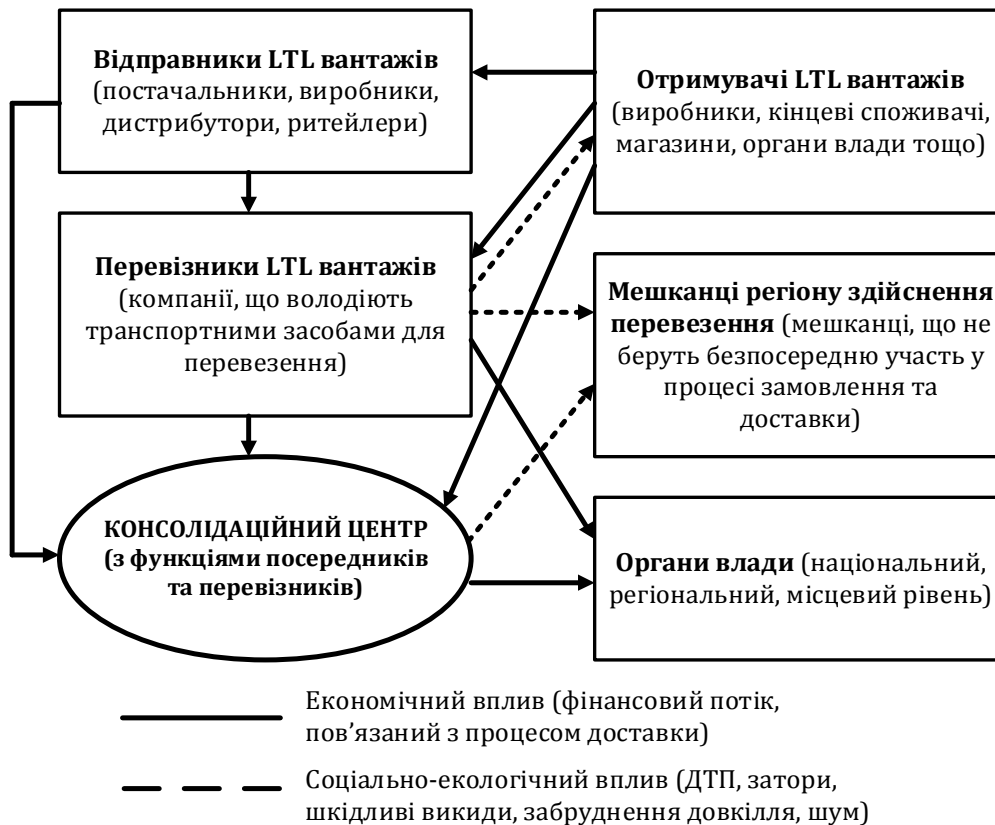 Відправники LTL вантажів
(постачальники, виробники,
дистрибутори, ритейлери)
Отримувачі LTL вантажів
(виробники, кінцеві споживачі,
магазини, органи влади тощо)
Перевізники LTL вантажів
(компанії, що володіють
транспортними засобами для
перевезення)
Мешканці регіону здійснення
перевезення (мешканці, що не
беруть безпосередню участь у
процесі замовлення та
доставки)
КОНСОЛІДАЦІЙНИЙ ЦЕНТР
(з функціями посередників
та перевізників)
Органи влади (національний,
регіональний, місцевий рівень)
Економічний вплив (фінансовий потік,
пов’язаний з процесом доставки)
Соціально-екологічний вплив (ДТП, затори,
шкідливі викиди, забруднення довкілля, шум)